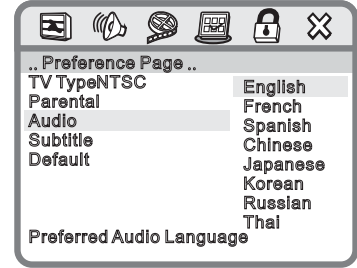 .. Preference Page ..
TV TypeNTSC
Parental
Audio
Subtitle
Default
English
French
Spanish
Chinese
Japanese
Korean
Russian
Thai
Preferred Audio Language